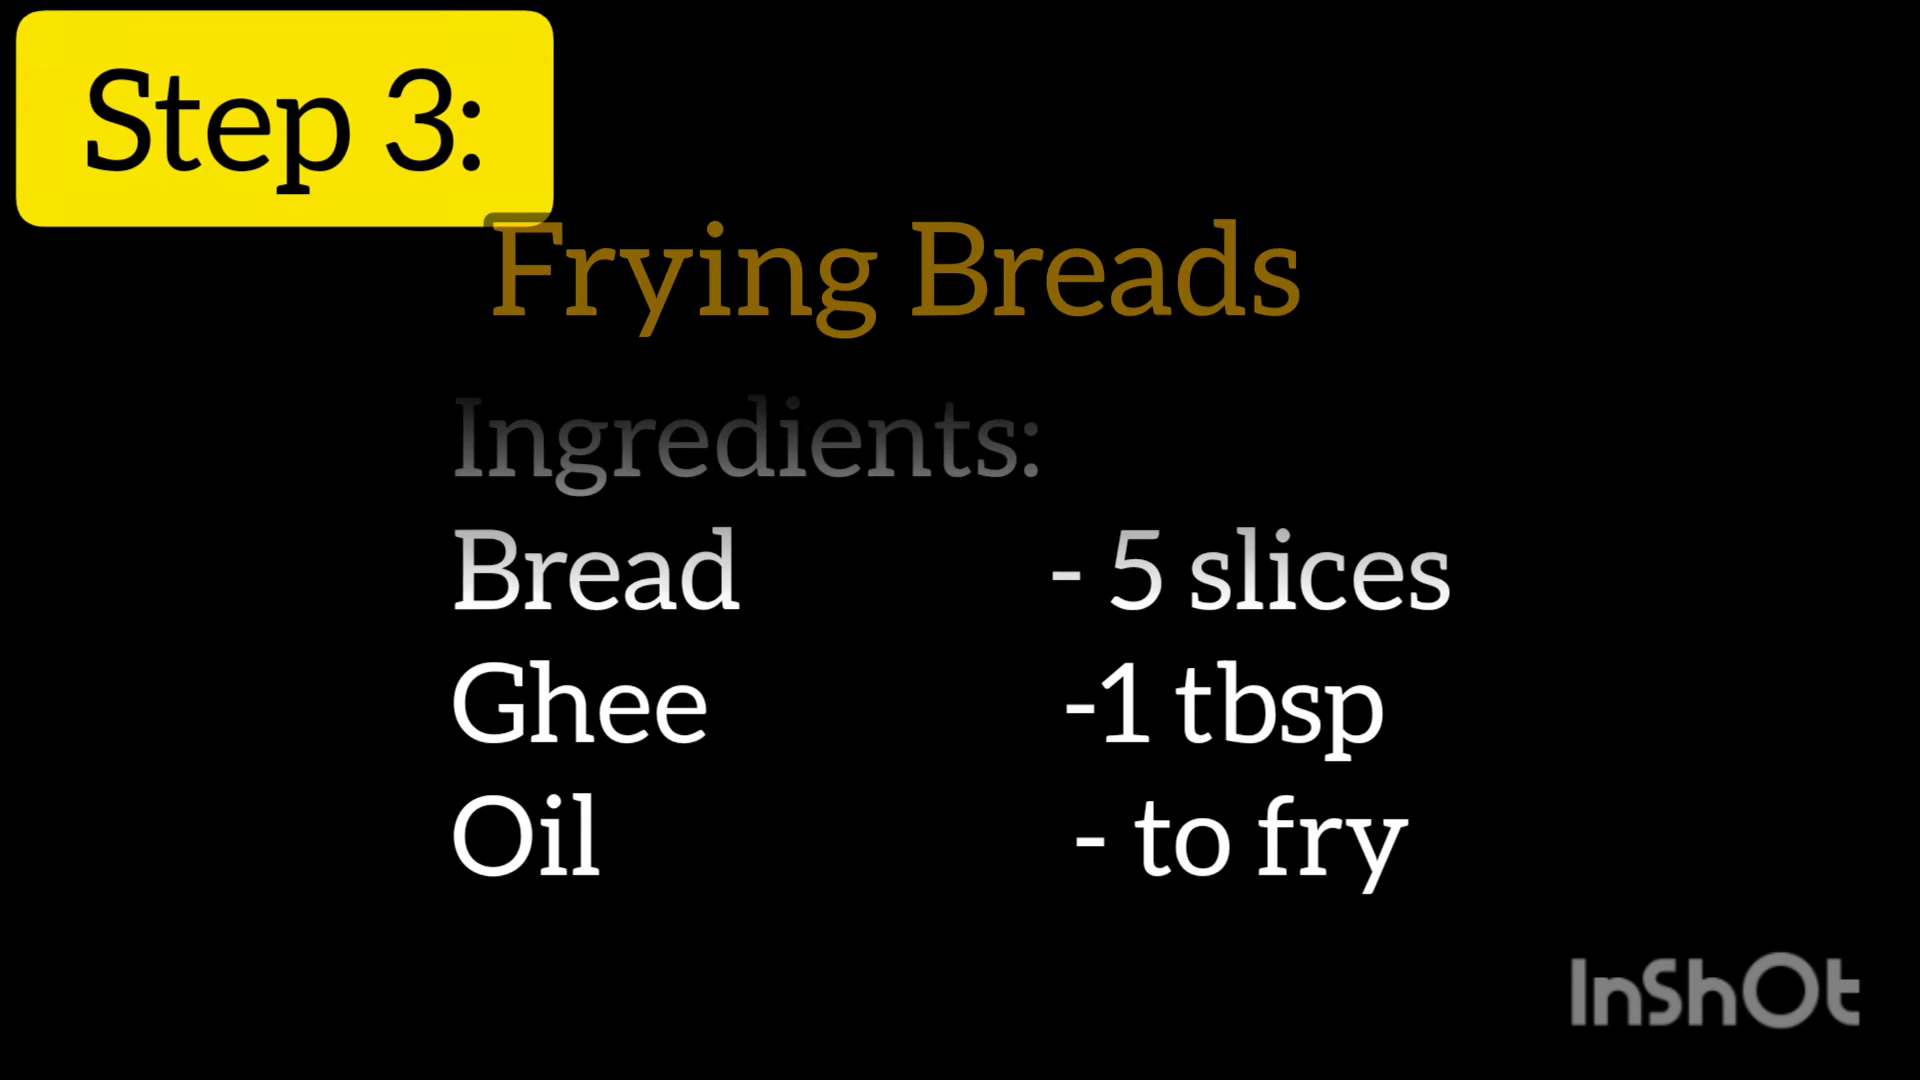 Step 3:
Frying Breads
Ingredients:
Bread - 5 slices
Ghee -1 tbsp
Oil - to fry
InShOt